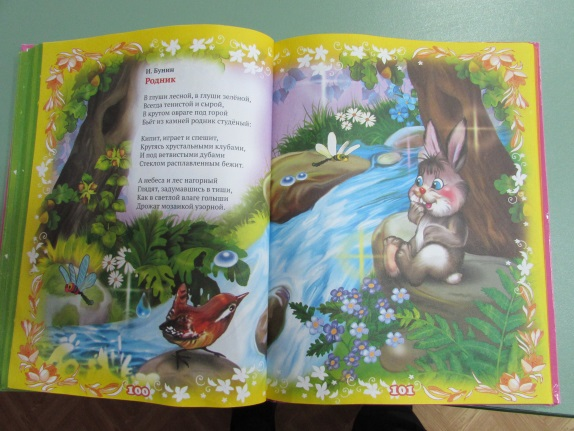 И. Бунин
Родник
В глуши лесной, в глуши зелёной,
Всегда тенистой и сырой,
В крутом овраге под горой
Бьёт из камней родник студёный:
Кипит, играет и спешит,
Крутясь хрустальными клубами,
И под ветвистыми дубами
Стеклом расплавленным бежит.
А небеса и лес нагорный
Глядят, задумавшись в тиши,
Как в светлой влаге голыши
Дрожат мозаикой узорной.
100
101